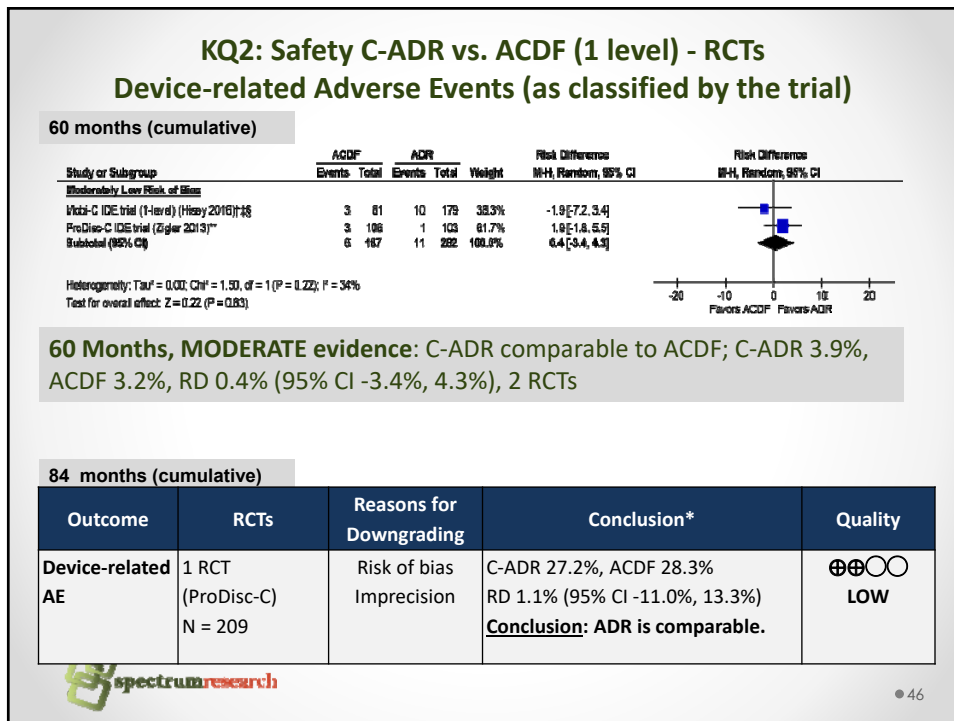 KQ2: Safety C-ADR vs. ACDF (1 level) - RCTs
Device-related Adverse Events (as classified by the trial)
60 months (cumulative)
ACDF ADR Risk Difference Risk Difference
Study or Subgroup Events Total Events Total Weight M-H, Random, 95% CI M-H, Random, 95% CI
Moderately Low Risk of Bias
Mobi-C IDE trial (1-level) (Hisey 2016)†‡§ 3 81 10 179 38.3% -1.9 [-7.2, 3.4]
ProDisc-C IDE trial (Zigler 2013)** 3 106 1 103 61.7% 1.9 [-1.8, 5.5]
Subtotal (95% CI) 6 187 11 282 100.0% 0.4 [-3.4, 4.3]
Heterogeneity: Tau² = 0.00; Chi² = 1.50, df = 1 (P = 0.22); I² = 34%
Test for overall effect: Z = 0.22 (P = 0.83)
-20 -10 0 10 20
Favors ACDF Favors ADR
60 Months, MODERATE evidence: C-ADR comparable to ACDF; C-ADR 3.9%,
ACDF 3.2%, RD 0.4% (95% CI -3.4%, 4.3%), 2 RCTs
84 months (cumulative)
Outcome RCTs Reasons for Downgrading Conclusion* Quality
Device-related AE 1 RCT (ProDisc-C) N = 209 Risk of bias Imprecision C-ADR 27.2%, ACDF 28.3%
RD 1.1% (95% CI -11.0%, 13.3%)
Conclusion: ADR is comparable.
⊕⊕○○
LOW
spectrumresearch
46